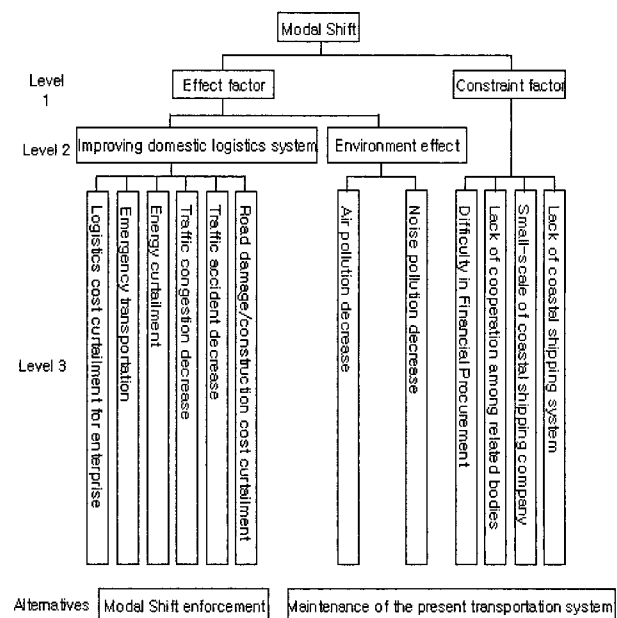 Modal Shift
Level
1
Effect factor
Constraint factor
Level 2
Improving domestic logistics system
Environment effect
Level 3
Logistics cost curtailment for enterprise
Emergency transportation
Energy curtailment
Traffic congestion decrease
Traffic accident decrease
Road damage/construction cost curtailment
Air pollution decrease
Noise pollution decrease
Difficulty in Financial Procurement
Lack of cooperation among related bodies
Small-scale of coastal shipping company
Lack of coastal shipping system
Alternatives
Modal Shift enforcement
Maintenance of the present transportation system